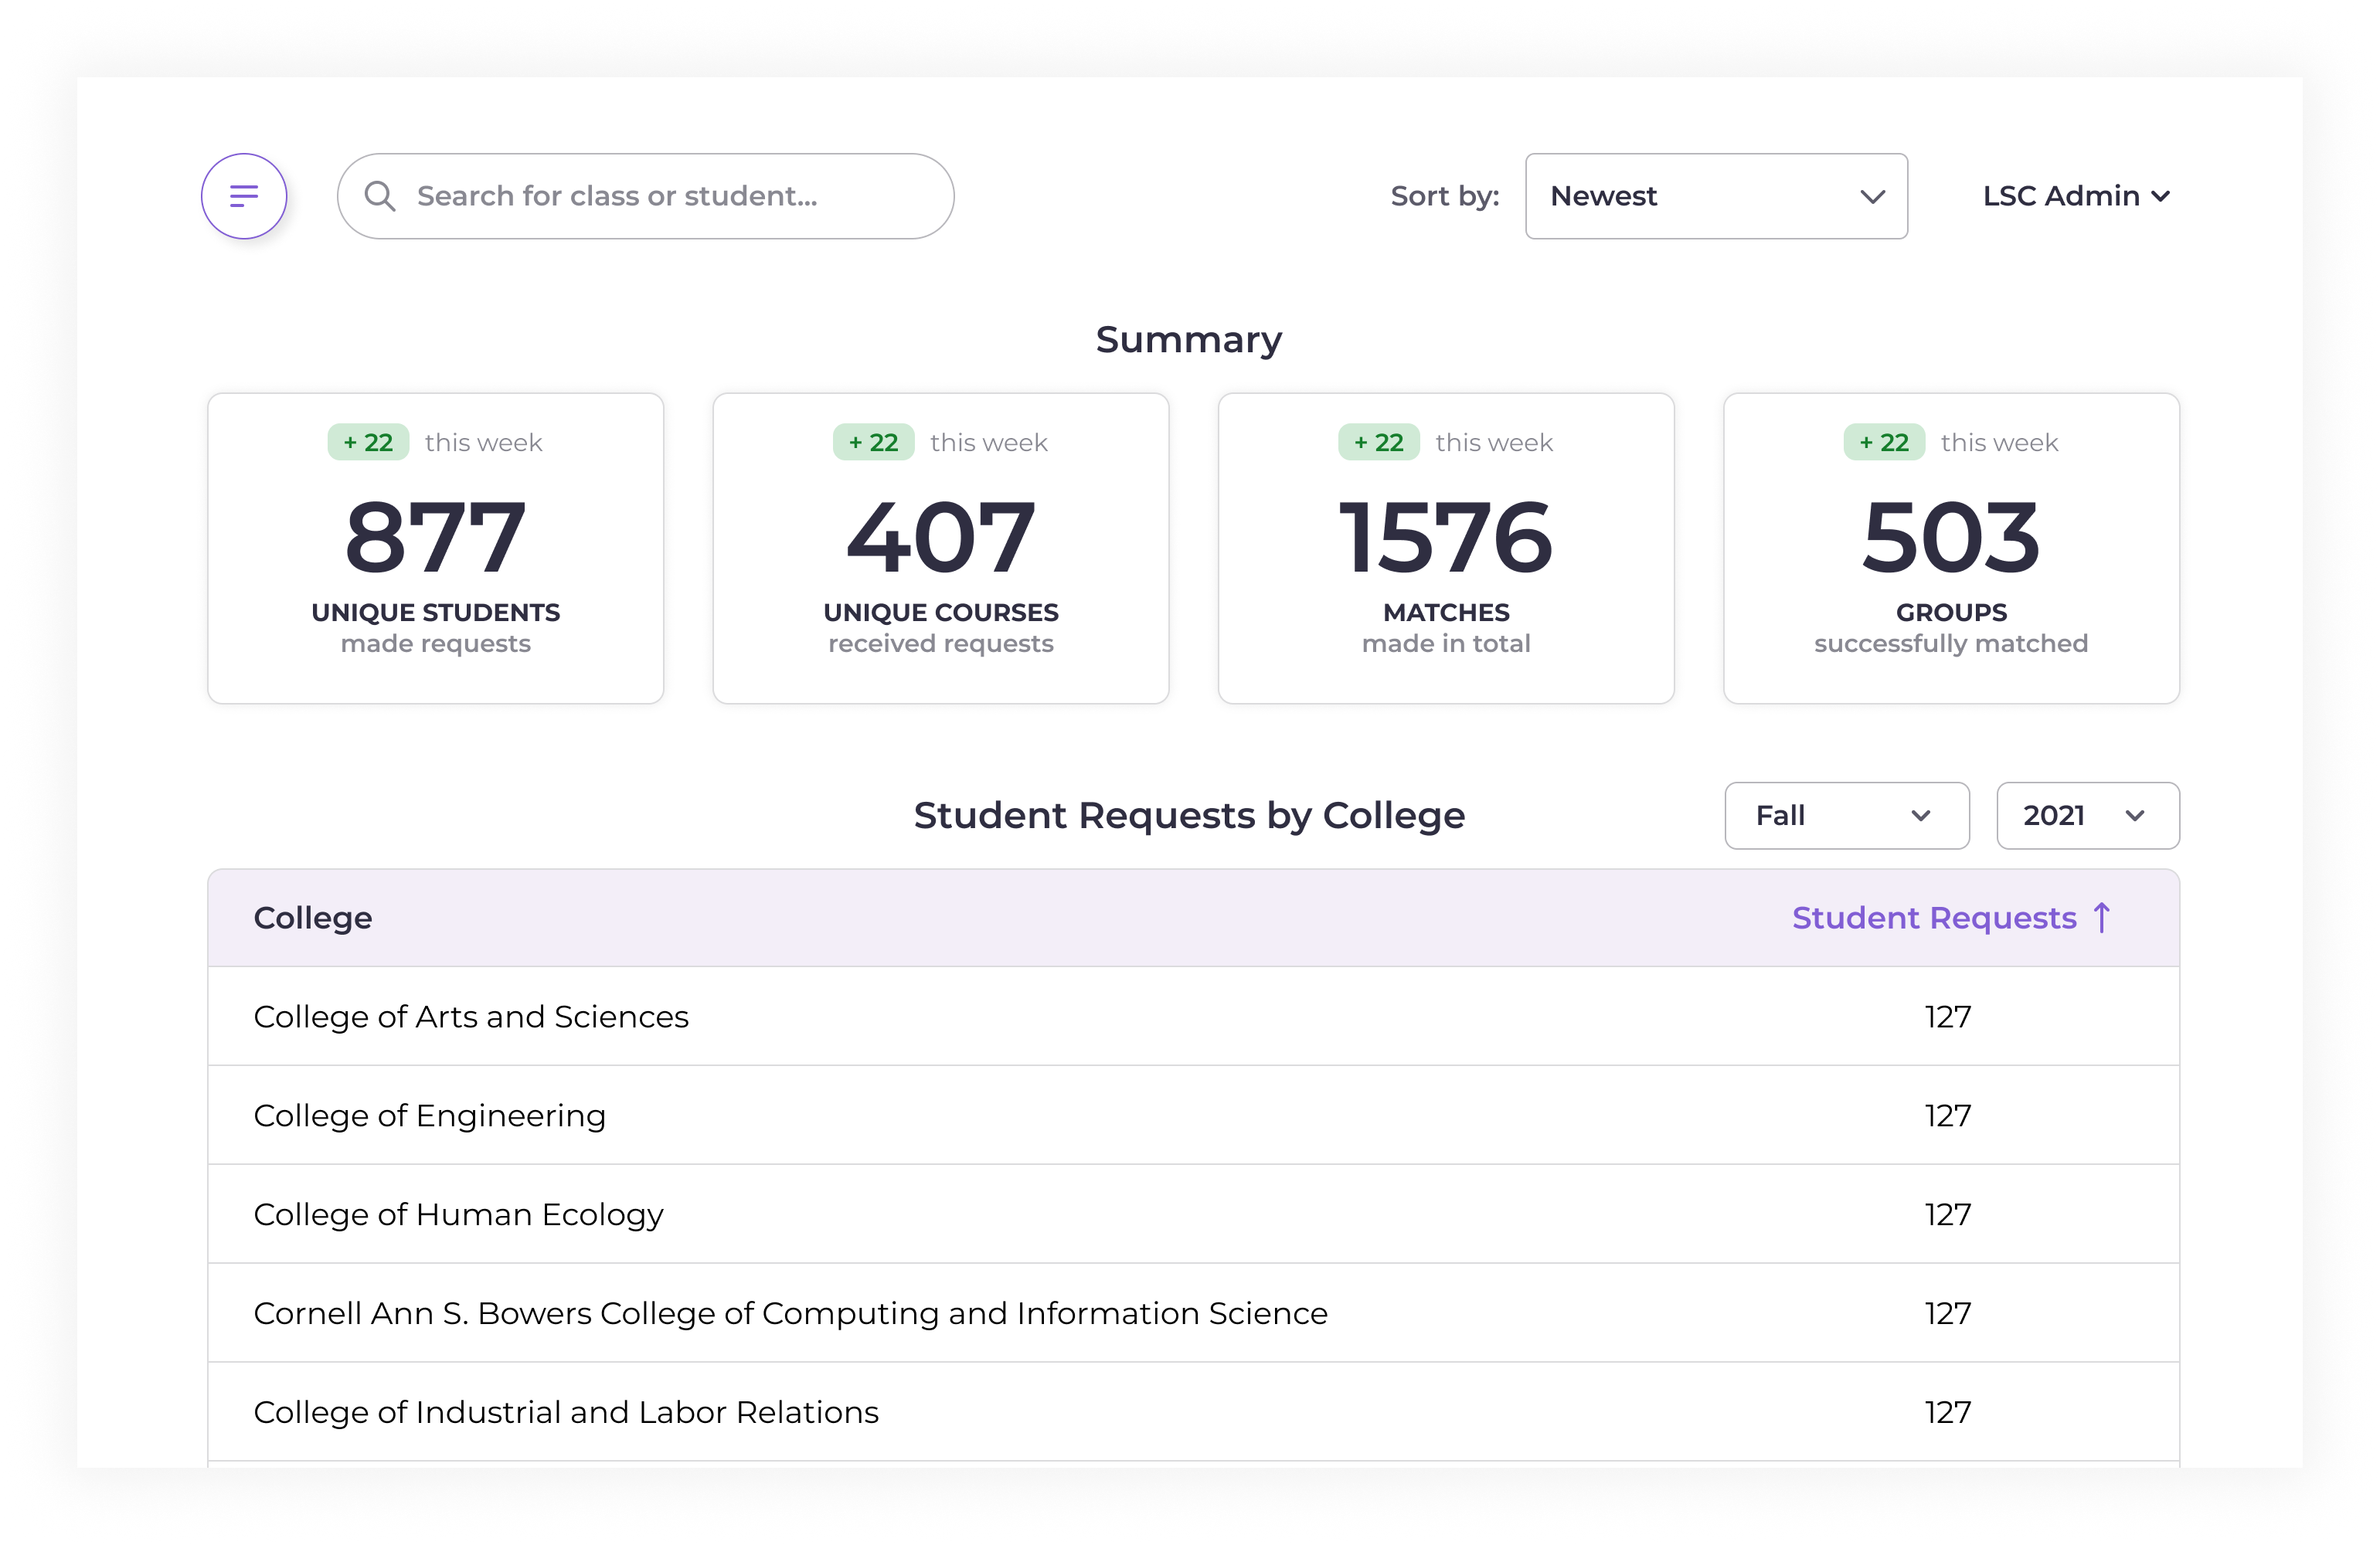 Search for class or student...
Sort by:
Newest
LSC Admin
Summary
+ 22 this week
877
UNIQUE STUDENTS
made requests
+ 22 this week
407
UNIQUE COURSES
received requests
+ 22 this week
1576
MATCHES
made in total
+ 22 this week
503
GROUPS
successfully matched
Student Requests by College
Fall
2021
College Student Requests ↑
College of Arts and Sciences 127
College of Engineering 127
College of Human Ecology 127
Cornell Ann S. Bowers College of Computing and Information Science 127
College of Industrial and Labor Relations 127